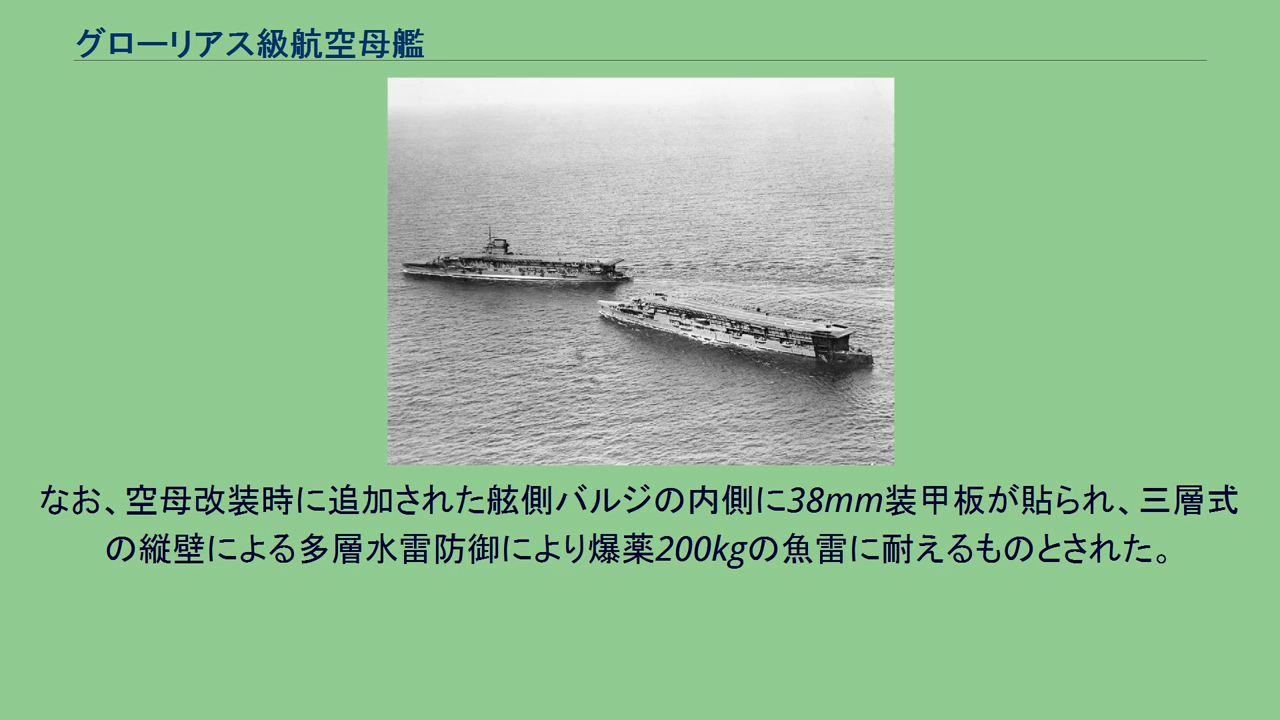 グローリアス級航空母艦
なお、空母改装時に追加された舷側バルジの内側に38mm装甲板が貼られ、三層式
の縦壁による多層水雷防御により爆薬200kgの魚雷に耐えるものとされた。